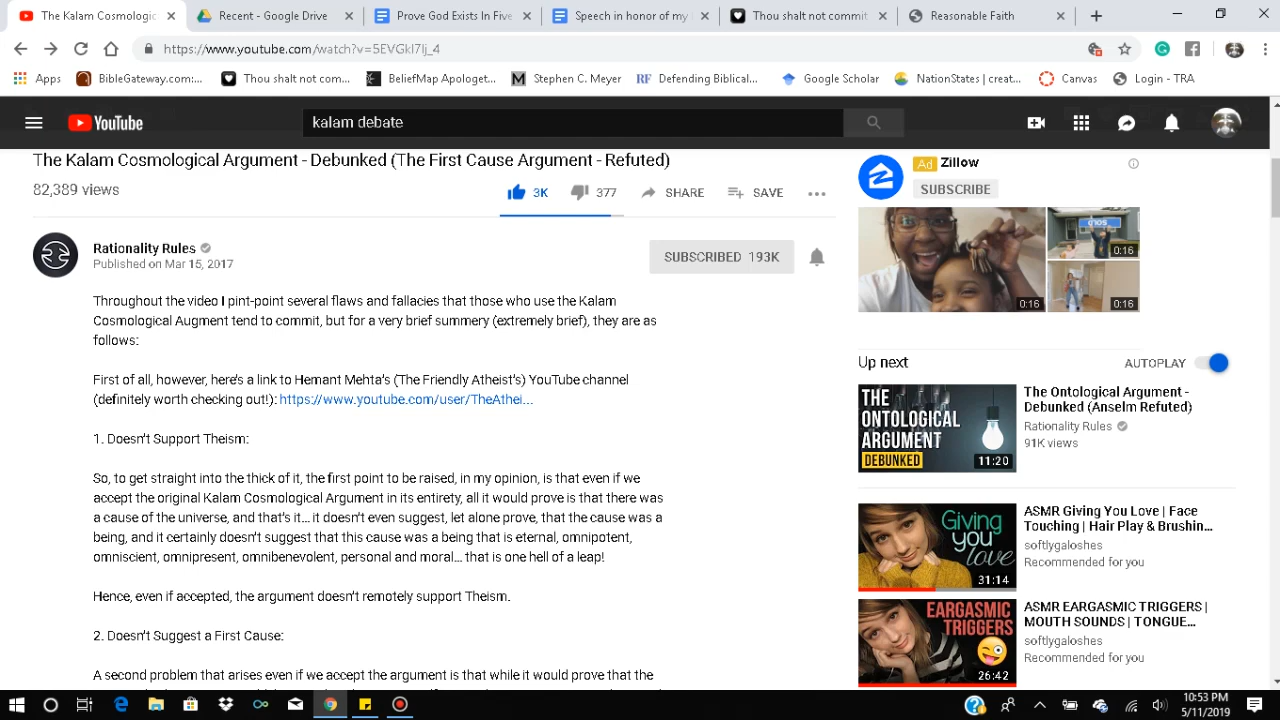 The Kalam Cosmologic
Recent - Google Drive
Prove God Exists In Five
Speech in honor of my
Thou shalt not commit
Reasonable Faith
https://www.youtube.com/watch?v=5EVGkI7Ij_4
Apps
BibleGateway.com:...
Thou shalt not com...
BeliefMap Apologet...
Stephen C. Meyer
RF Defending Biblical...
Google Scholar
NationStates | creat...
Canvas
Login - TRA
YouTube
kalam debate
The Kalam Cosmological Argument - Debunked (The First Cause Argument - Refuted)
82,389 views
3K
377
SHARE
SAVE
Rationality Rules
Published on Mar 15, 2017
SUBSCRIBED 193K
Throughout the video I pint-point several flaws and fallacies that those who use the Kalam
Cosmological Augment tend to commit, but for a very brief summery (extremely brief), they are as
follows:
First of all, however, here's a link to Hemant Mehta's (The Friendly Atheist's) YouTube channel
(definitely worth checking out!): https://www.youtube.com/user/TheAthei...
1. Doesn't Support Theism:
So, to get straight into the thick of it, the first point to be raised, in my opinion, is that even if we
accept the original Kalam Cosmological Argument in its entirety, all it would prove is that there was
a cause of the universe, and that's it... it doesn't even suggest, let alone prove, that the cause was a
being, and it certainly doesn't suggest that this cause was a being that is eternal, omnipotent,
omniscient, omnipresent, omnibenevolent, personal and moral... that is one hell of a leap!
Hence, even if accepted, the argument doesn't remotely support Theism.
2. Doesn't Suggest a First Cause:
A second problem that arises if we accept the argument is that while it would prove that the
Ad Zillow
SUBSCRIBE
SOLD
0:16
0:16
0:16
Up next
AUTOPLAY
THE
ONTOLOGICAL
ARGUMENT
DEBUNKED
11:20
The Ontological Argument -
Debunked (Anselm Refuted)
Rationality Rules
91K views
Giving
you
love
31:14
ASMR Giving You Love | Face
Touching | Hair Play & Brushin...
softlygaloshes
Recommended for you
EARGASMIC
TRIGGERS
26:42
ASMR EARGASMIC TRIGGERS |
MOUTH SOUNDS | TONGUE...
softlygaloshes
Recommended for you
10:53 PM
5/11/2019